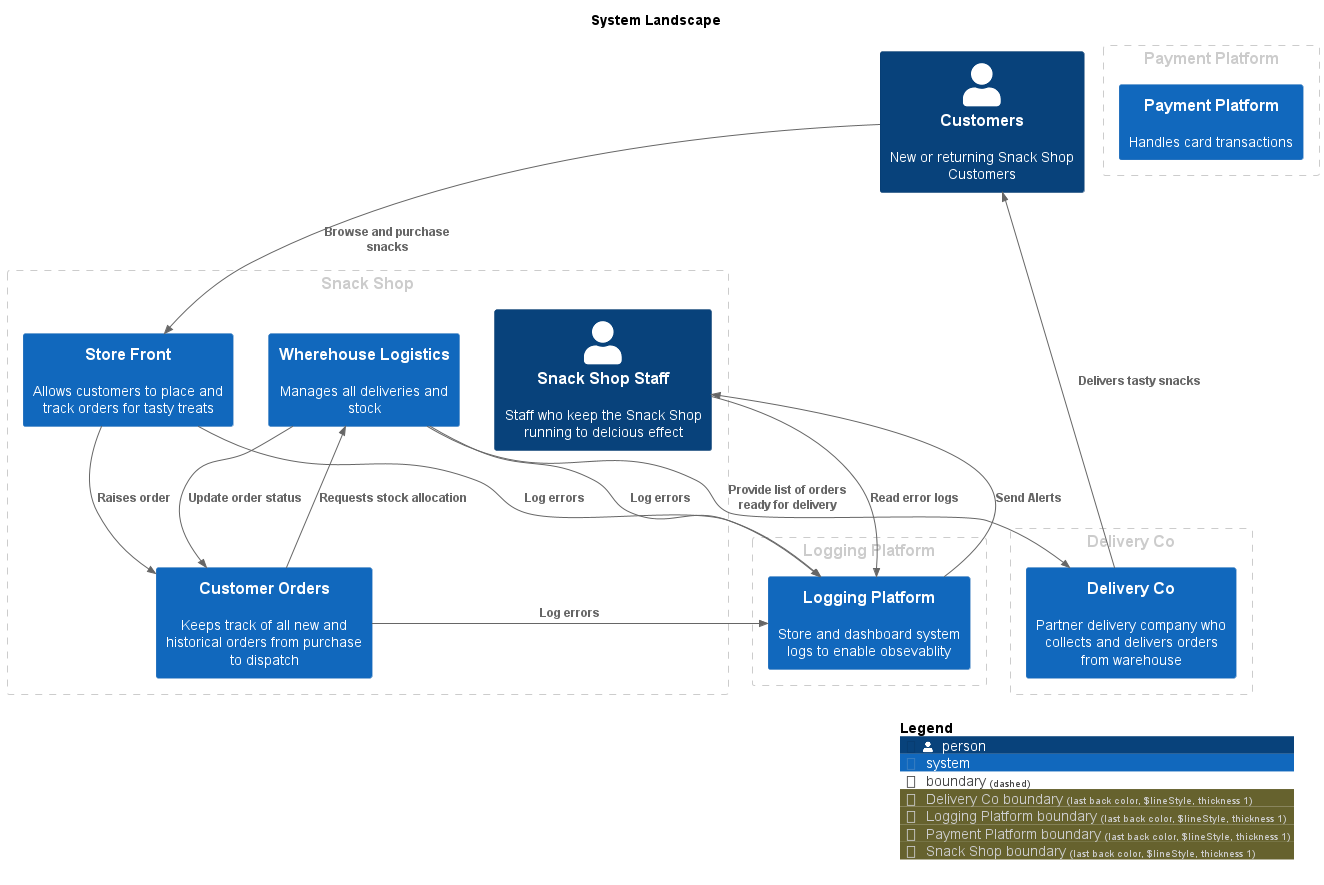 System Landscape
Customers
New or returning Snack Shop
Customers
Payment Platform
Payment Platform
Handles card transactions
Browse and purchase
snacks
Snack Shop
Store Front
Allows customers to place and
track orders for tasty treats
Wherehouse Logistics
Manages all deliveries and
stock
Snack Shop Staff
Staff who keep the Snack Shop
running to delcious effect
Delivers tasty snacks
Raises order
Update order status
Requests stock allocation
Log errors
Log errors
Provide list of orders
ready for delivery
Read error logs
Send Alerts
Customer Orders
Keeps track of all new and
historical orders from purchase
to dispatch
Log errors
Logging Platform
Logging Platform
Store and dashboard system
logs to enable obsevablity
Delivery Co
Delivery Co
Partner delivery company who
collects and delivers orders
from warehouse
Legend
person
system
boundary (dashed)
Delivery Co boundary (last back color, $lineStyle, thickness 1)
Logging Platform boundary (last back color, $lineStyle, thickness 1)
Payment Platform boundary (last back color, $lineStyle, thickness 1)
Snack Shop boundary (last back color, $lineStyle, thickness 1)